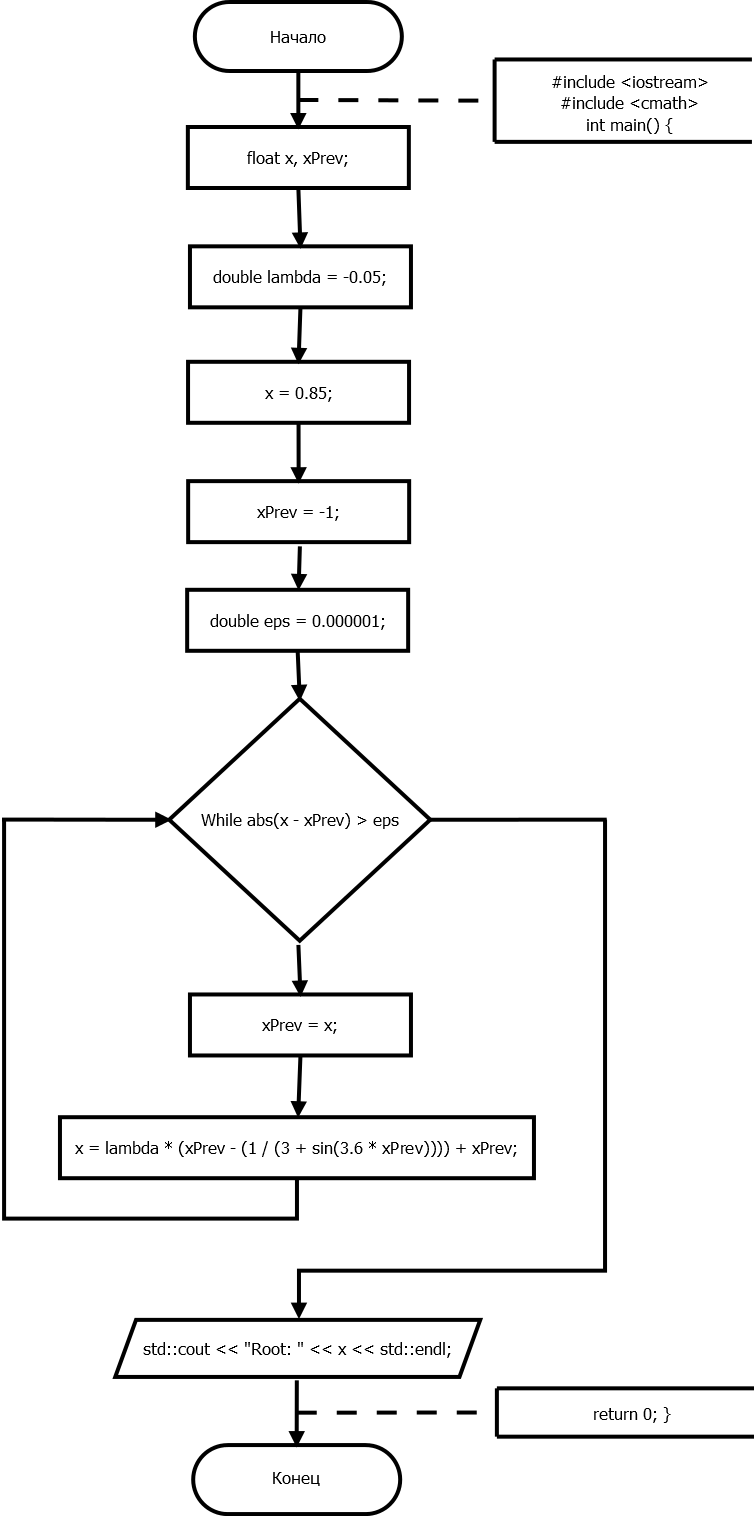 Начало
#include <iostream>
#include <cmath>
int main() {
float x, xPrev;
double lambda = -0.05;
x = 0.85;
xPrev = -1;
double eps = 0.000001;
While abs(x - xPrev) > eps
xPrev = x;
x = lambda * (xPrev - (1 / (3 + sin(3.6 * xPrev)))) + xPrev;
std::cout << "Root: " << x << std::endl;
return 0; }
Конец